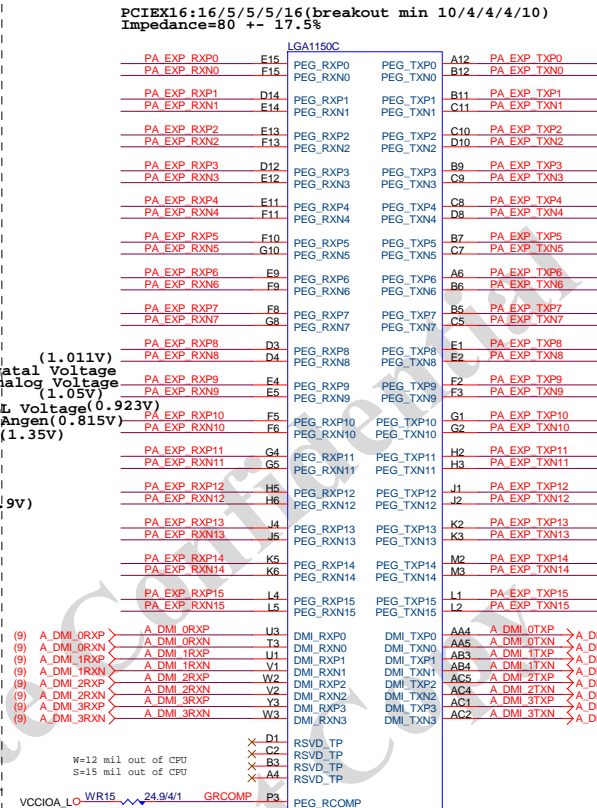 PCIEX16:16/5/5/5/16(breakout min 10/4/4/4/10)
Impedance=80 +- 17.5%
LGA1150C
PA_EXP_RXP0 E15 PEG_RXP0 PEG_TXP0 A12 PA_EXP_TXP0
PA_EXP_RXN0 F15 PEG_RXN0 PEG_TXN0 B12 PA_EXP_TXN0
PA_EXP_RXP1 D14 PEG_RXP1 PEG_TXP1 B11 PA_EXP_TXP1
PA_EXP_RXN1 E14 PEG_RXN1 PEG_TXN1 C11 PA_EXP_TXN1
PA_EXP_RXP2 E13 PEG_RXP2 PEG_TXP2 C10 PA_EXP_TXP2
PA_EXP_RXN2 F13 PEG_RXN2 PEG_TXN2 D10 PA_EXP_TXN2
PA_EXP_RXP3 D12 PEG_RXP3 PEG_TXP3 B9 PA_EXP_TXP3
PA_EXP_RXN3 E12 PEG_RXN3 PEG_TXN3 C9 PA_EXP_TXN3
PA_EXP_RXP4 E11 PEG_RXP4 PEG_TXP4 C8 PA_EXP_TXP4
PA_EXP_RXN4 F11 PEG_RXN4 PEG_TXN4 D8 PA_EXP_TXN4
PA_EXP_RXP5 F10 PEG_RXP5 PEG_TXP5 B7 PA_EXP_TXP5
PA_EXP_RXN5 G10 PEG_RXN5 PEG_TXN5 C7 PA_EXP_TXN5
PA_EXP_RXP6 E9 PEG_RXP6 PEG_TXP6 A6 PA_EXP_TXP6
PA_EXP_RXN6 F9 PEG_RXN6 PEG_TXN6 B6 PA_EXP_TXN6
PA_EXP_RXP7 F8 PEG_RXP7 PEG_TXP7 B5 PA_EXP_TXP7
PA_EXP_RXN7 G8 PEG_RXN7 PEG_TXN7 C5 PA_EXP_TXN7
PA_EXP_RXP8 D3 PEG_RXP8 PEG_TXP8 E1 PA_EXP_TXP8
(1.011V) PA_EXP_RXN8 D4 PEG_RXN8 PEG_TXN8 E2 PA_EXP_TXN8
atal Voltage
alog Voltage PA_EXP_RXP9 E4 PEG_RXP9 PEG_TXP9 F2 PA_EXP_TXP9
(1.05V) PA_EXP_RXN9 E5 PEG_RXN9 PEG_TXN9 F3 PA_EXP_TXN9
L Voltage(0.923V)
Angen(0.815V) PA_EXP_RXP10 F5 PEG_RXP10 PEG_TXP10 G1 PA_EXP_TXP10
(1.35V) PA_EXP_RXN10 F6 PEG_RXN10 PEG_TXN10 G2 PA_EXP_TXN10
PA_EXP_RXP11 G4 PEG_RXP11 PEG_TXP11 H2 PA_EXP_TXP11
PA_EXP_RXN11 G5 PEG_RXN11 PEG_TXN11 H3 PA_EXP_TXN11
PA_EXP_RXP12 H5 PEG_RXP12 PEG_TXP12 J1 PA_EXP_TXP12
.9V) PA_EXP_RXN12 H6 PEG_RXN12 PEG_TXN12 J2 PA_EXP_TXN12
PA_EXP_RXP13 J4 PEG_RXP13 PEG_TXP13 K2 PA_EXP_TXP13
PA_EXP_RXN13 J5 PEG_RXN13 PEG_TXN13 K3 PA_EXP_TXN13
PA_EXP_RXP14 K5 PEG_RXP14 PEG_TXP14 M2 PA_EXP_TXP14
PA_EXP_RXN14 K6 PEG_RXN14 PEG_TXN14 M3 PA_EXP_TXN14
PA_EXP_RXP15 L4 PEG_RXP15 PEG_TXP15 L1 PA_EXP_TXP15
PA_EXP_RXN15 L5 PEG_RXN15 PEG_TXN15 L2 PA_EXP_TXN15
(9) A_DMI_0RXP A_DMI_0RXP U3 DMI_RXP0 DMI_TXP0 AA4 A_DMI_0TXP A_D
(9) A_DMI_0RXN A_DMI_0RXN T3 DMI_RXN0 DMI_TXN0 AA5 A_DMI_0TXN A_D
(9) A_DMI_1RXP A_DMI_1RXP U1 DMI_RXP1 DMI_TXP1 AB3 A_DMI_1TXP A_D
(9) A_DMI_1RXN A_DMI_1RXN V1 DMI_RXN1 DMI_TXN1 AB4 A_DMI_1TXN A_D
(9) A_DMI_2RXP A_DMI_2RXP W2 DMI_RXP2 DMI_TXP2 AC5 A_DMI_2TXP A_D
(9) A_DMI_2RXN A_DMI_2RXN V2 DMI_RXN2 DMI_TXN2 AC4 A_DMI_2TXN A_D
(9) A_DMI_3RXP A_DMI_3RXP Y3 DMI_RXP3 DMI_TXP3 AC1 A_DMI_3TXP A_D
(9) A_DMI_3RXN A_DMI_3RXN W3 DMI_RXN3 DMI_TXN3 AC2 A_DMI_3TXN A_D
D1 RSVD_TP
C2 RSVD_TP
W=12 mil out of CPU B3 RSVD_TP
S=15 mil out of CPU A4 RSVD_TP
VCCIOA_L WR15 24.9/4/1 GRCOMP P3 PEG_RCOMP
te Confidential
t Copy